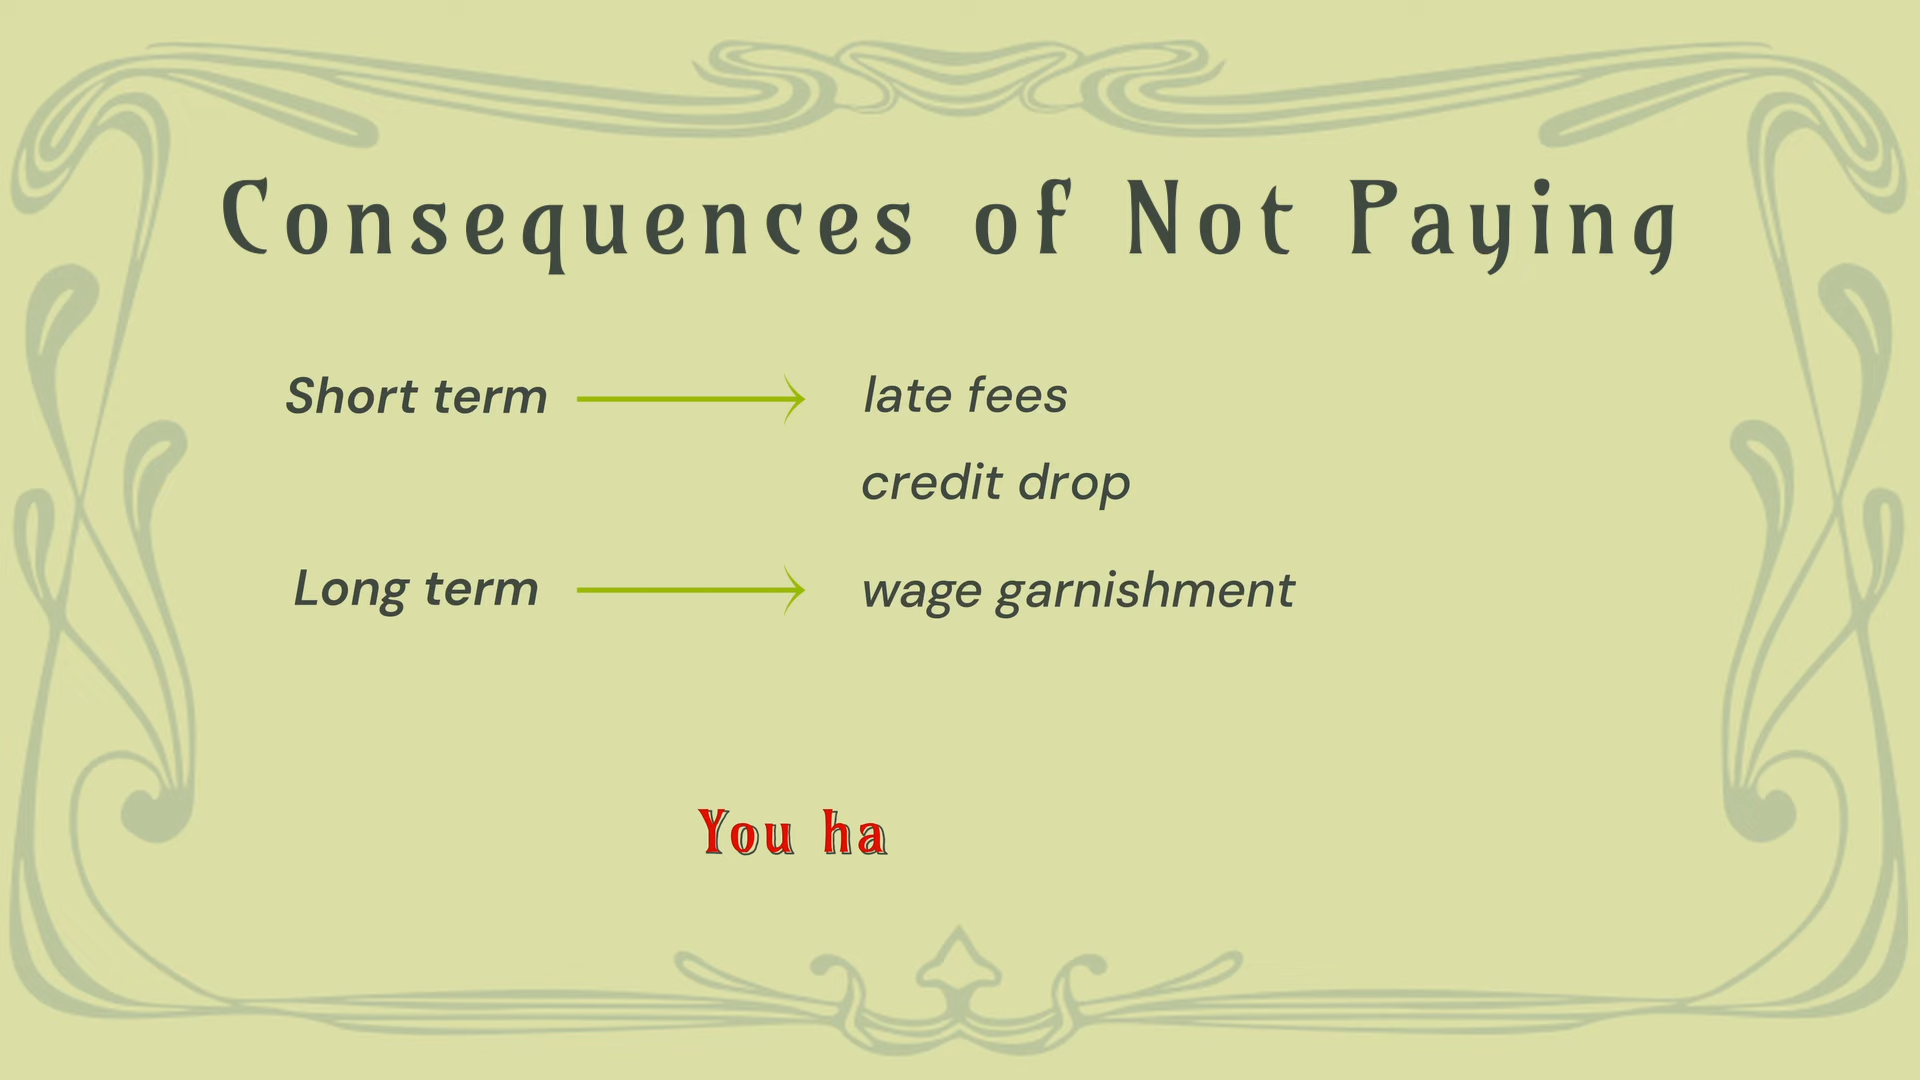 Consequences of Not Paying
Short term late fees
credit drop
Long term wage garnishment
You ha